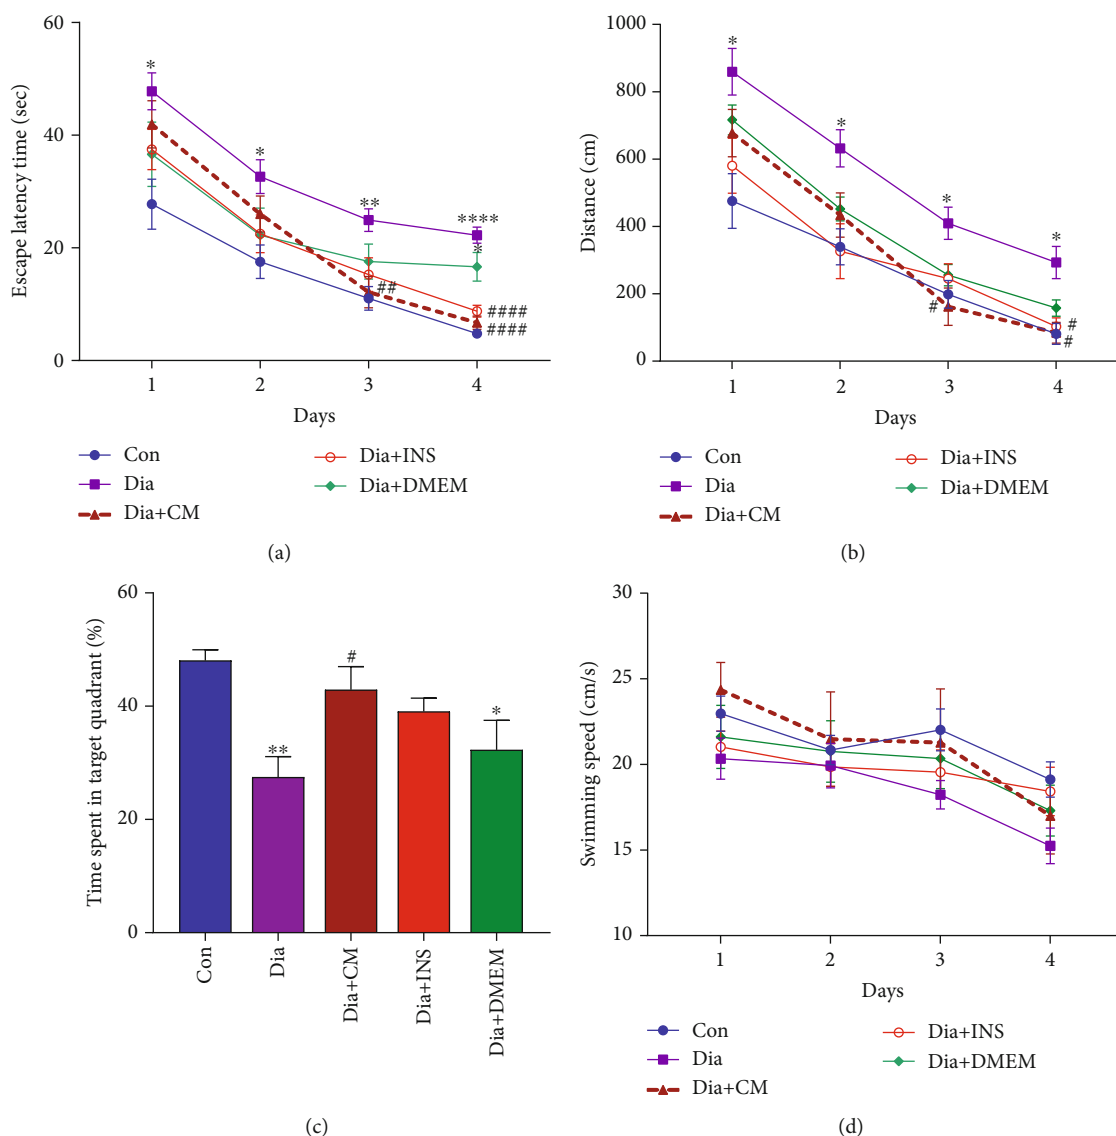 Escape latency time (sec)
60
40
20
0
*
*
**
****
*
##
####
####
1 2 3 4
Days
Con
Dia
Dia+CM
Dia+INS
Dia+DMEM
(a)
Distance (cm)
1000
800
600
400
200
0
*
*
*
*
#
#
#
1 2 3 4
Days
Con
Dia
Dia+CM
Dia+INS
Dia+DMEM
(b)
Time spent in target quadrant (%)
60
40
20
0
**
#
*
Con
Dia
Dia+CM
Dia+INS
Dia+DMEM
(c)
Swimming speed (cm/s)
30
25
20
15
10
1 2 3 4
Days
Con
Dia
Dia+CM
Dia+INS
Dia+DMEM
(d)